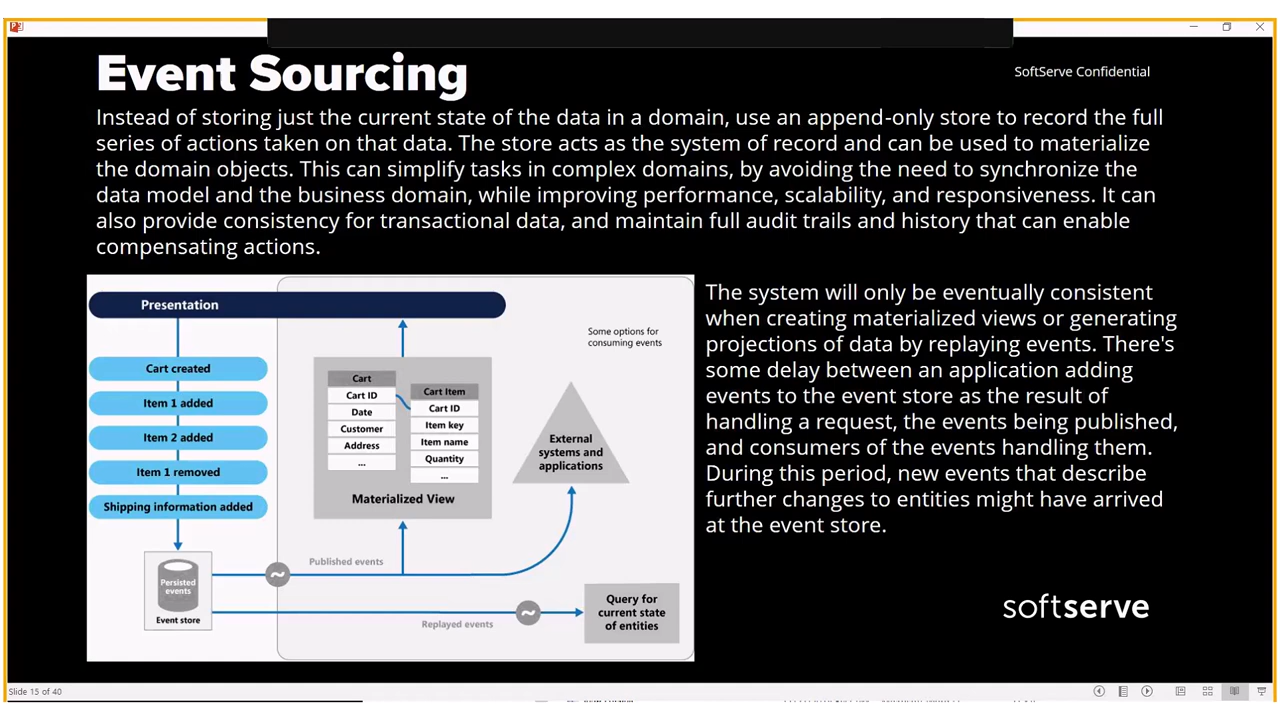 Event Sourcing
SoftServe Confidential
Instead of storing just the current state of the data in a domain, use an append-only store to record the full
series of actions taken on that data. The store acts as the system of record and can be used to materialize
the domain objects. This can simplify tasks in complex domains, by avoiding the need to synchronize the
data model and the business domain, while improving performance, scalability, and responsiveness. It can
also provide consistency for transactional data, and maintain full audit trails and history that can enable
compensating actions.
Presentation
Cart created
Item 1 added
Item 2 added
Item 1 removed
Shipping information added
Persisted
events
Event store
Some options for
consuming events
Cart
Cart ID
Date
Customer
Address
...
Cart Item
Cart ID
Item key
Item name
Quantity
...
Materialized View
External
systems and
applications
Published events
Replayed events
Query for
current state
of entities
The system will only be eventually consistent
when creating materialized views or generating
projections of data by replaying events. There's
some delay between an application adding
events to the event store as the result of
handling a request, the events being published,
and consumers of the events handling them.
During this period, new events that describe
further changes to entities might have arrived
at the event store.
softserve
Slide 15 of 40